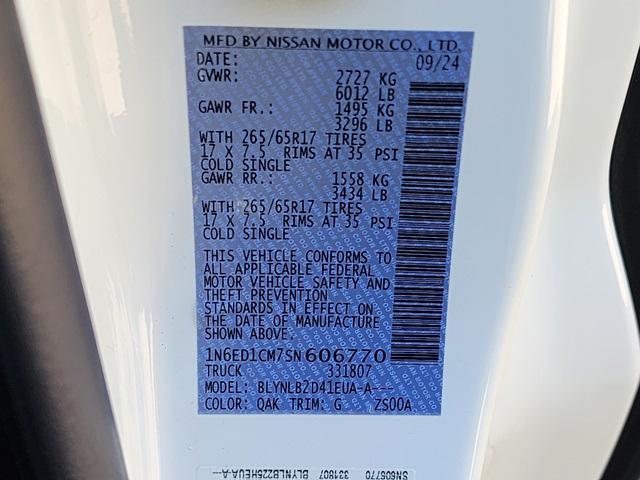 MFD BY NISSAN MOTOR CO., LTD.
DATE: 09/24
GVWR: 2727 KG
6012 LB
GAWR FR.: 1495 KG
3296 LB
WITH 265/65R17 TIRES
17 X 7.5 RIMS AT 35 PSI
COLD SINGLE
GAWR RR.: 1558 KG
3434 LB
WITH 265/65R17 TIRES
17 X 7.5 RIMS AT 35 PSI
COLD SINGLE
THIS VEHICLE CONFORMS TO
ALL APPLICABLE FEDERAL
MOTOR VEHICLE SAFETY AND
THEFT PREVENTION
STANDARDS IN EFFECT ON
THE DATE OF MANUFACTURE
SHOWN ABOVE.
1N6ED1CM7SN606770
TRUCK 331807
MODEL: BLYNLB2D41EUA-A----
COLOR: QAK TRIM: G ZS00A
SN606770 331807 BLYNLB225HEUA-A----